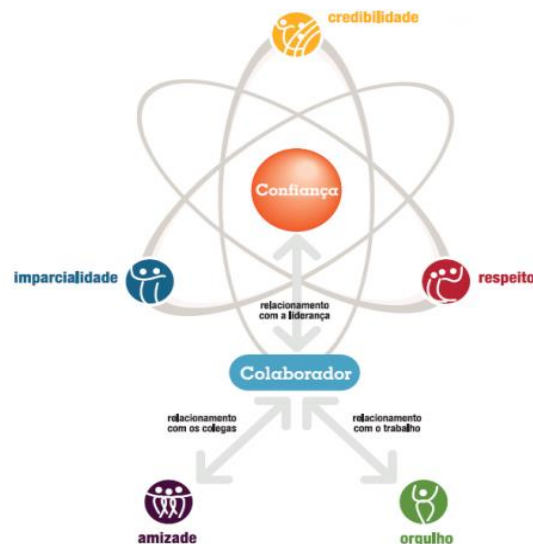 credibilidade
Confiança
imparcialidade
respeito
relacionamento
com a liderança
Colaborador
relacionamento
com os colegas
relacionamento
com o trabalho
amizade
orgulho